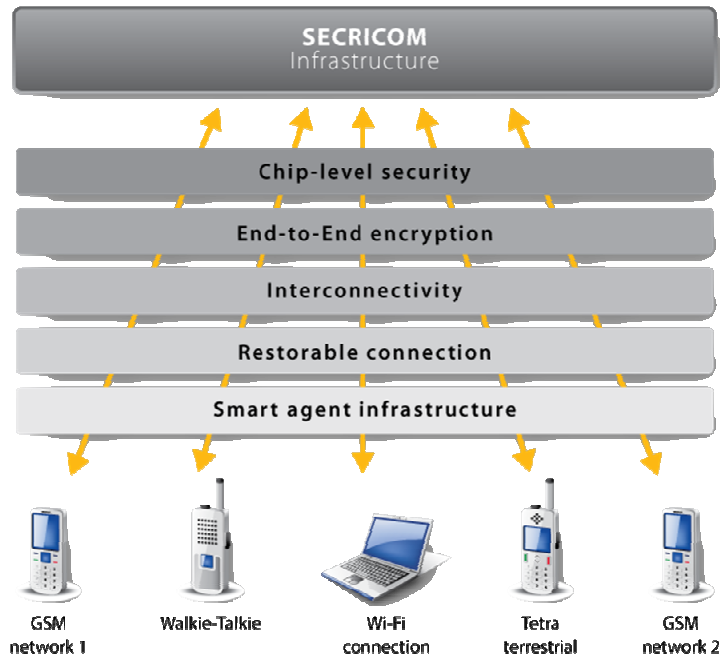 SECRICOM
Infrastructure
Chip-level security
End-to-End encryption
Interconnectivity
Restorable connection
Smart agent infrastructure
GSM
network 1
Walkie-Talkie
Wi-Fi
connection
Tetra
terrestrial
GSM
network 2